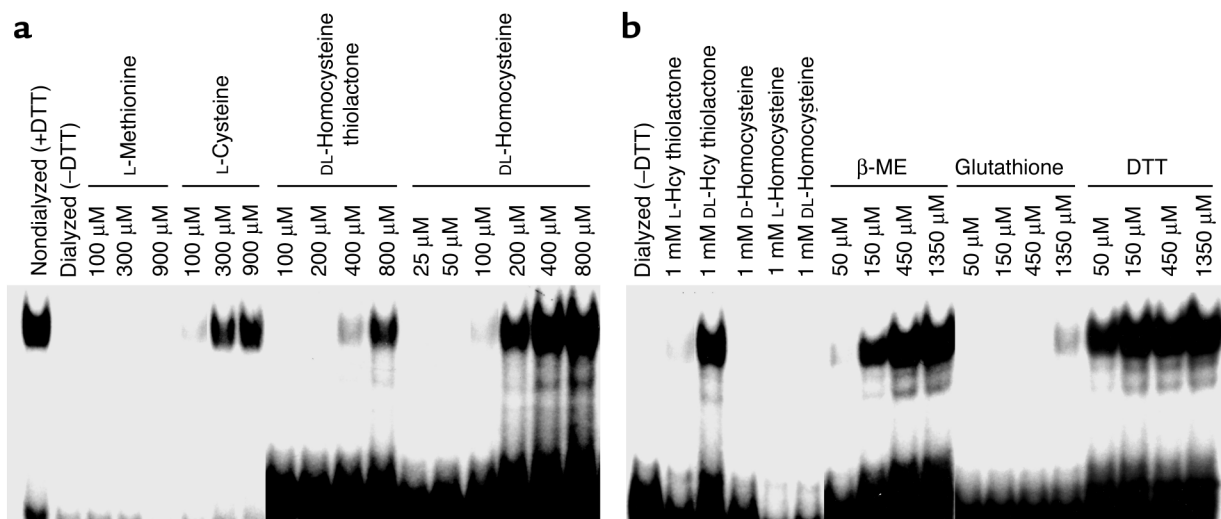 a
Nondialyzed (+DTT)
Dialyzed (–DTT)
L-Methionine
100 μM
300 μM
900 μM
L-Cysteine
100 μM
300 μM
900 μM
DL-Homocysteine
thiolactone
100 μM
200 μM
400 μM
800 μM
DL-Homocysteine
25 μM
50 μM
100 μM
200 μM
400 μM
800 μM
b
Dialyzed (–DTT)
1 mM L-Hcy thiolactone
1 mM DL-Hcy thiolactone
1 mM D-Homocysteine
1 mM L-Homocysteine
1 mM DL-Homocysteine
β-ME
50 μM
150 μM
450 μM
1350 μM
Glutathione
50 μM
150 μM
450 μM
1350 μM
DTT
50 μM
150 μM
450 μM
1350 μM